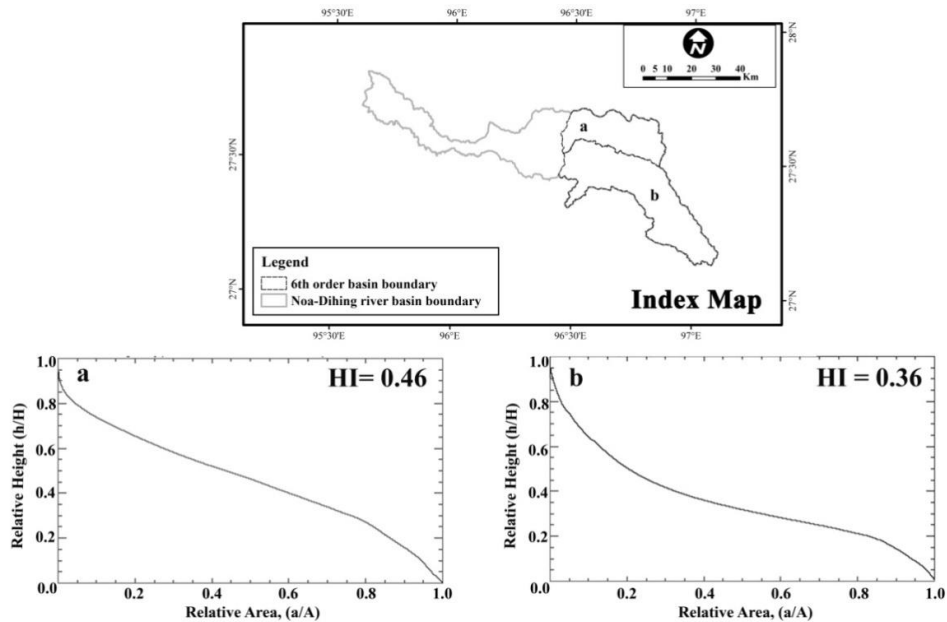 95°30'E 96°E 96°30'E 97°E
28°N
N
0 5 10 20 30 40
Km
a
27°30'N 27°30'N
b
Legend
6th order basin boundary
Noa-Dihing river basin boundary
27°N 27°N
Index Map
95°30'E 96°E 96°30'E 97°E
a HI= 0.46
Relative Height (h/H)
1.0
0.8
0.6
0.4
0.2
0.0
0.2 0.4 0.6 0.8 1.0
Relative Area, (a/A)
b HI = 0.36
Relative Height (h/H)
1.0
0.8
0.6
0.4
0.2
0.0
0.2 0.4 0.6 0.8 1.0
Relative Area, (a/A)